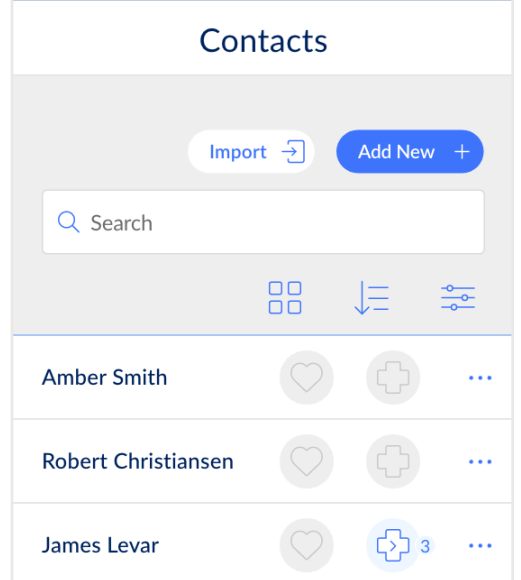 Contacts
Import Add New
Search
Amber Smith
Robert Christiansen
James Levar 3